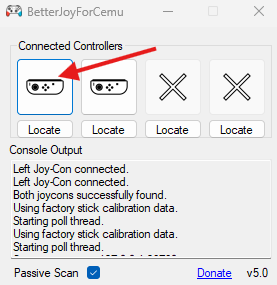 BetterJoyForCemu
Connected Controllers
Locate Locate Locate Locate
Console Output
Left Joy-Con connected.
Left Joy-Con connected.
Both joycons successfully found.
Using factory stick calibration data.
Starting poll thread.
Using factory stick calibration data.
Starting poll thread.
Passive Scan Donate v5.0